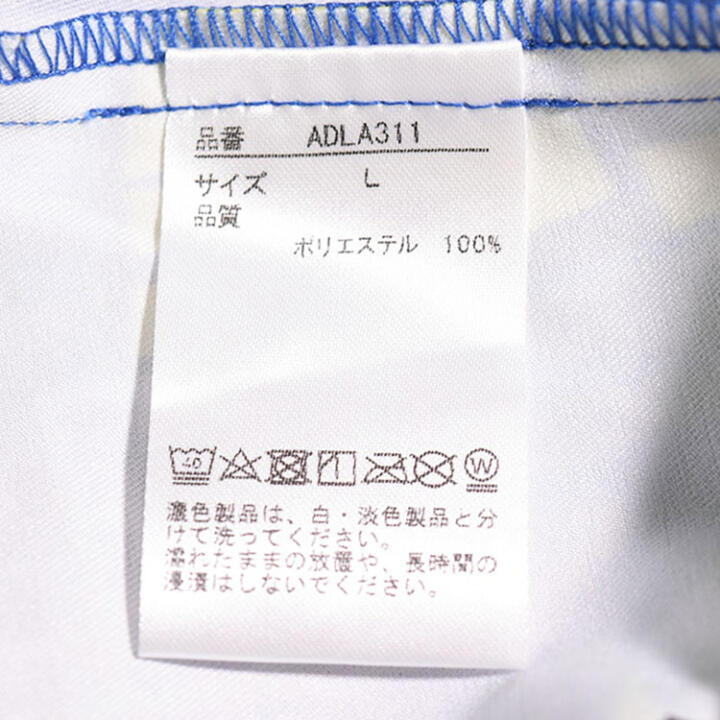 品番 ADLA311
サイズ L
品質
ポリエステル 100%
40 W
濃色製品は、白・淡色製品と分
けて洗ってください。
濡れたままの放置や、長時間の
浸漬はしないでください。